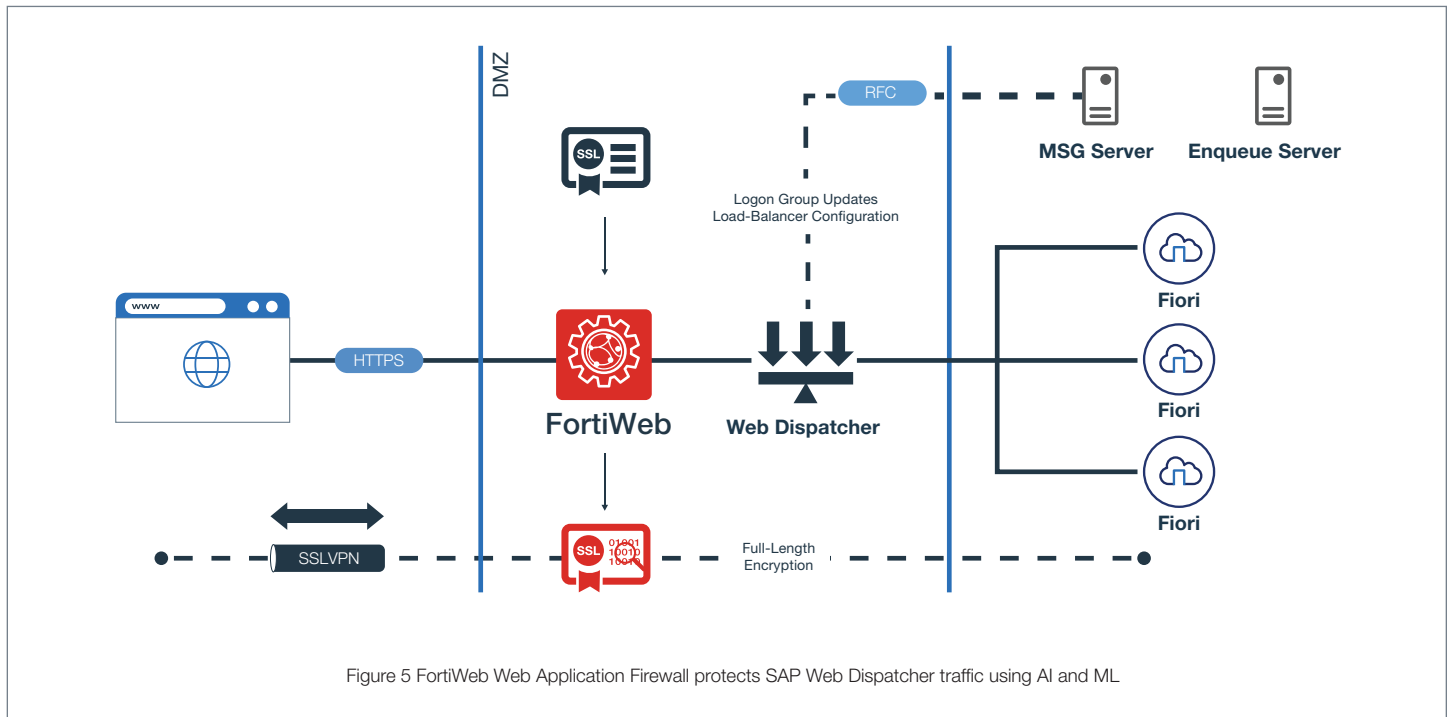 DMZ
RFC
MSG Server
Enqueue Server
SSL
Logon Group Updates
Load-Balancer Configuration
Fiori
www
HTTPS
Fiori
FortiWeb
Web Dispatcher
Fiori
SSLVPN
SSL
01001
10010
10010
Full-Length
Encryption
Figure 5 FortiWeb Web Application Firewall protects SAP Web Dispatcher traffic using AI and ML